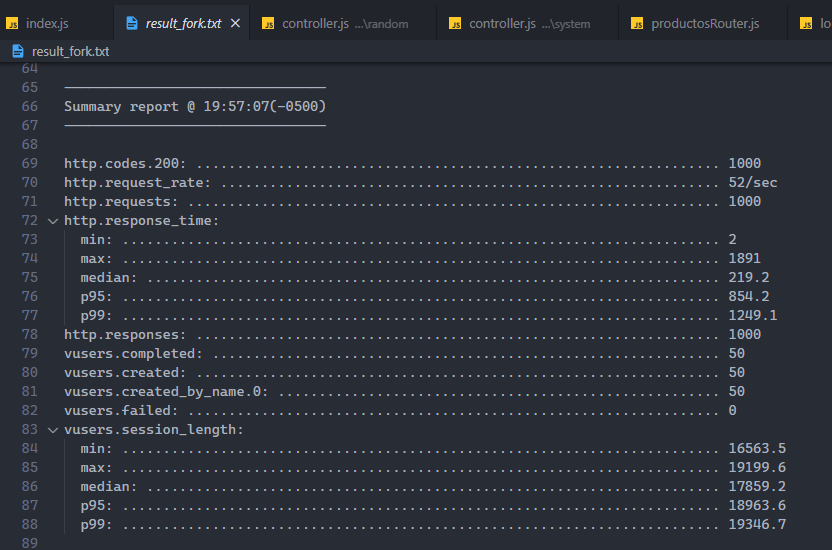 index.js result_fork.txt controller.js ...\random controller.js ...\system productosRouter.js lo
result_fork.txt
64
65 ────────────────────────────────
66 Summary report @ 19:57:07(-0500)
67 ────────────────────────────────
68
69 http.codes.200: ................................................................ 1000
70 http.request_rate: ............................................................. 52/sec
71 http.requests: ................................................................. 1000
72 http.response_time:
73 min: ......................................................................... 2
74 max: ......................................................................... 1891
75 median: ...................................................................... 219.2
76 p95: ......................................................................... 854.2
77 p99: ......................................................................... 1249.1
78 http.responses: ................................................................ 1000
79 vusers.completed: .............................................................. 50
80 vusers.created: ................................................................ 50
81 vusers.created_by_name.0: ...................................................... 50
82 vusers.failed: ................................................................. 0
83 vusers.session_length:
84 min: ......................................................................... 16563.5
85 max: ......................................................................... 19199.6
86 median: ...................................................................... 17859.2
87 p95: ......................................................................... 18963.6
88 p99: ......................................................................... 19346.7
89